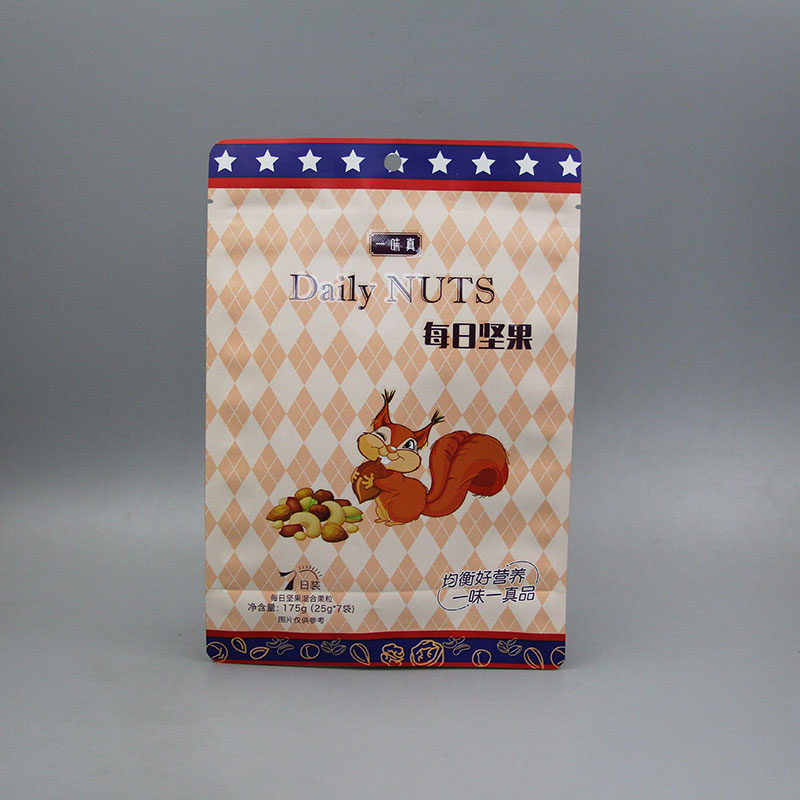 一味真
Daily NUTS
每日坚果
7日装
每日坚果混合果粒
净含量: 175g (25g*7袋)
图片仅供参考
均衡好营养
一味一真品